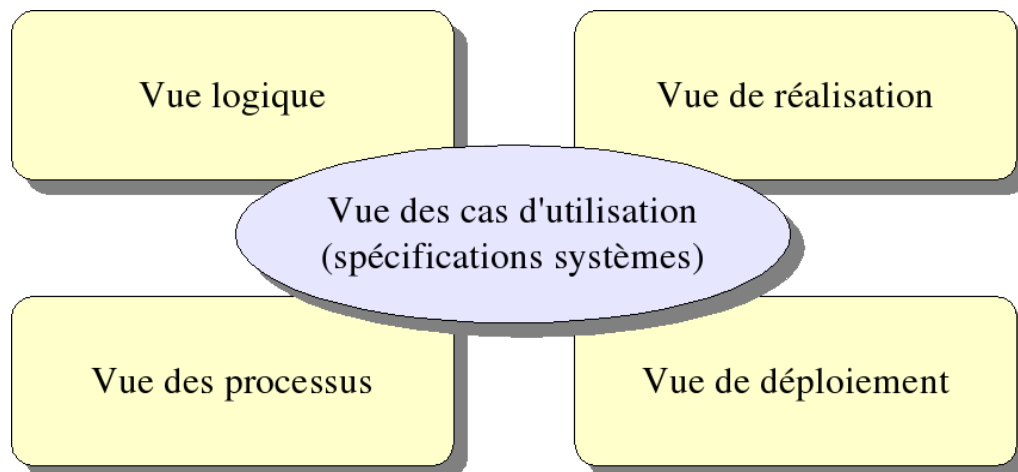 Vue logique
Vue de réalisation
Vue des cas d'utilisation
(spécifications systèmes)
Vue des processus
Vue de déploiement